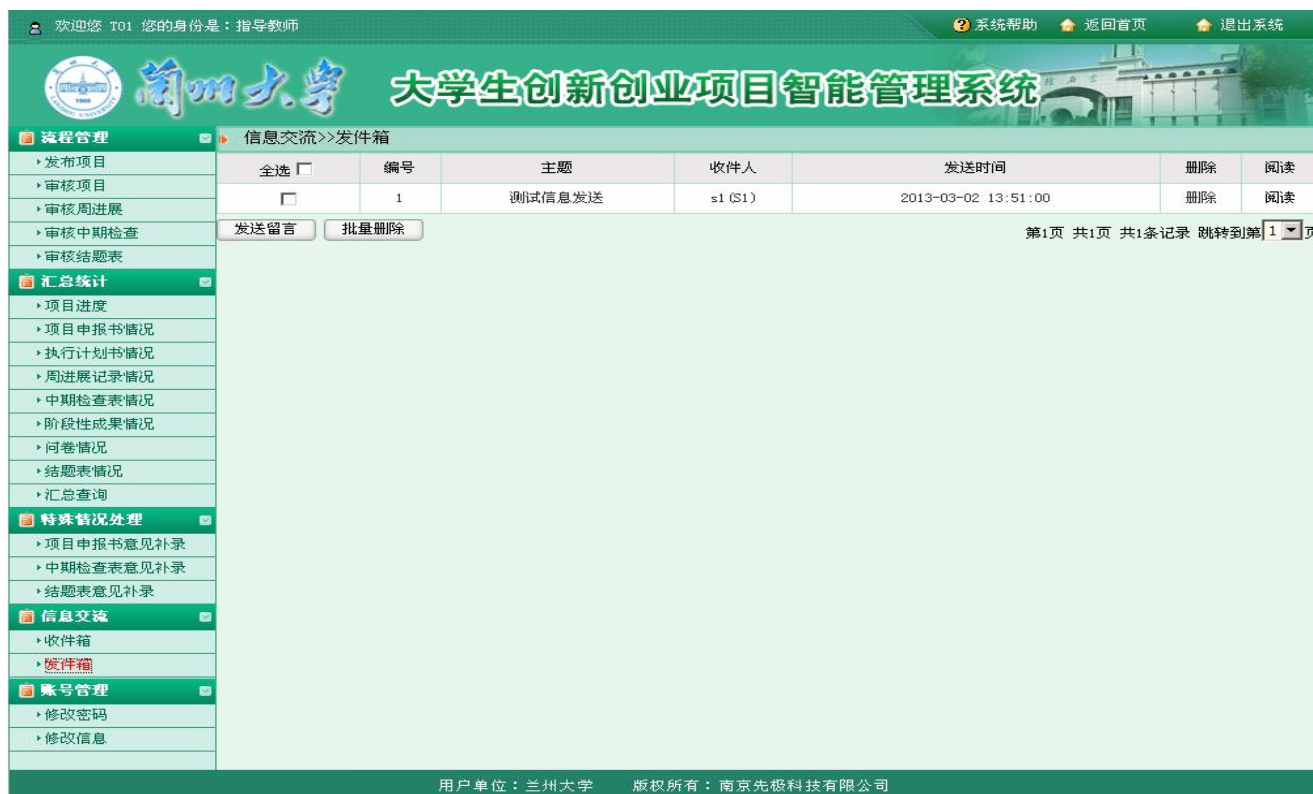 欢迎您 T01 您的身份是：指导教师 系统帮助 返回首页 退出系统
兰州大学 大学生创新创业项目智能管理系统
流程管理
发布项目
审核项目
审核周进展
审核中期检查
审核结题表
汇总统计
项目进度
项目申报书情况
执行计划书情况
周进展记录情况
中期检查表情况
阶段性成果情况
问卷情况
结题表情况
汇总查询
特殊情况处理
项目申报书意见补录
中期检查表意见补录
结题表意见补录
信息交流
收件箱
发件箱
账号管理
修改密码
修改信息
信息交流>>发件箱
全选 编号 主题 收件人 发送时间 删除 阅读
1 测试信息发送 s1(S1) 2013-03-02 13:51:00 删除 阅读
发送留言 批量删除 第1页 共1页 共1条记录 跳转到第 1 页
用户单位：兰州大学 版权所有：南京先极科技有限公司